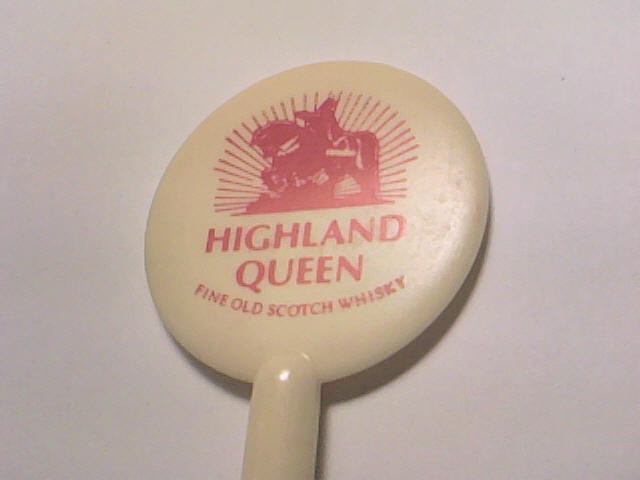 HIGHLAND
QUEEN
FINE OLD SCOTCH WHISKY